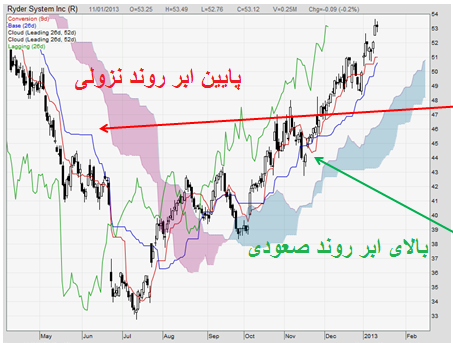 Ryder System Inc (R) 11/01/2013 O=53.25 H=53.49 L=52.76 C=53.12 V=0.25M Chg=-0.09 (-0.2%)
Conversion (9d)
Base (26d)
Cloud (Leading 26d, 52d)
Cloud (Leading 26d, 52d)
Lagging (26d)
پایین ابر روند نزولی
بالای ابر روند صعودی
54
53
52
51
50
49
48
47
46
45
44
43
42
41
40
39
38
37
36
35
34
33
May Jun Jul Aug Sep Oct Nov Dec 2013 Feb